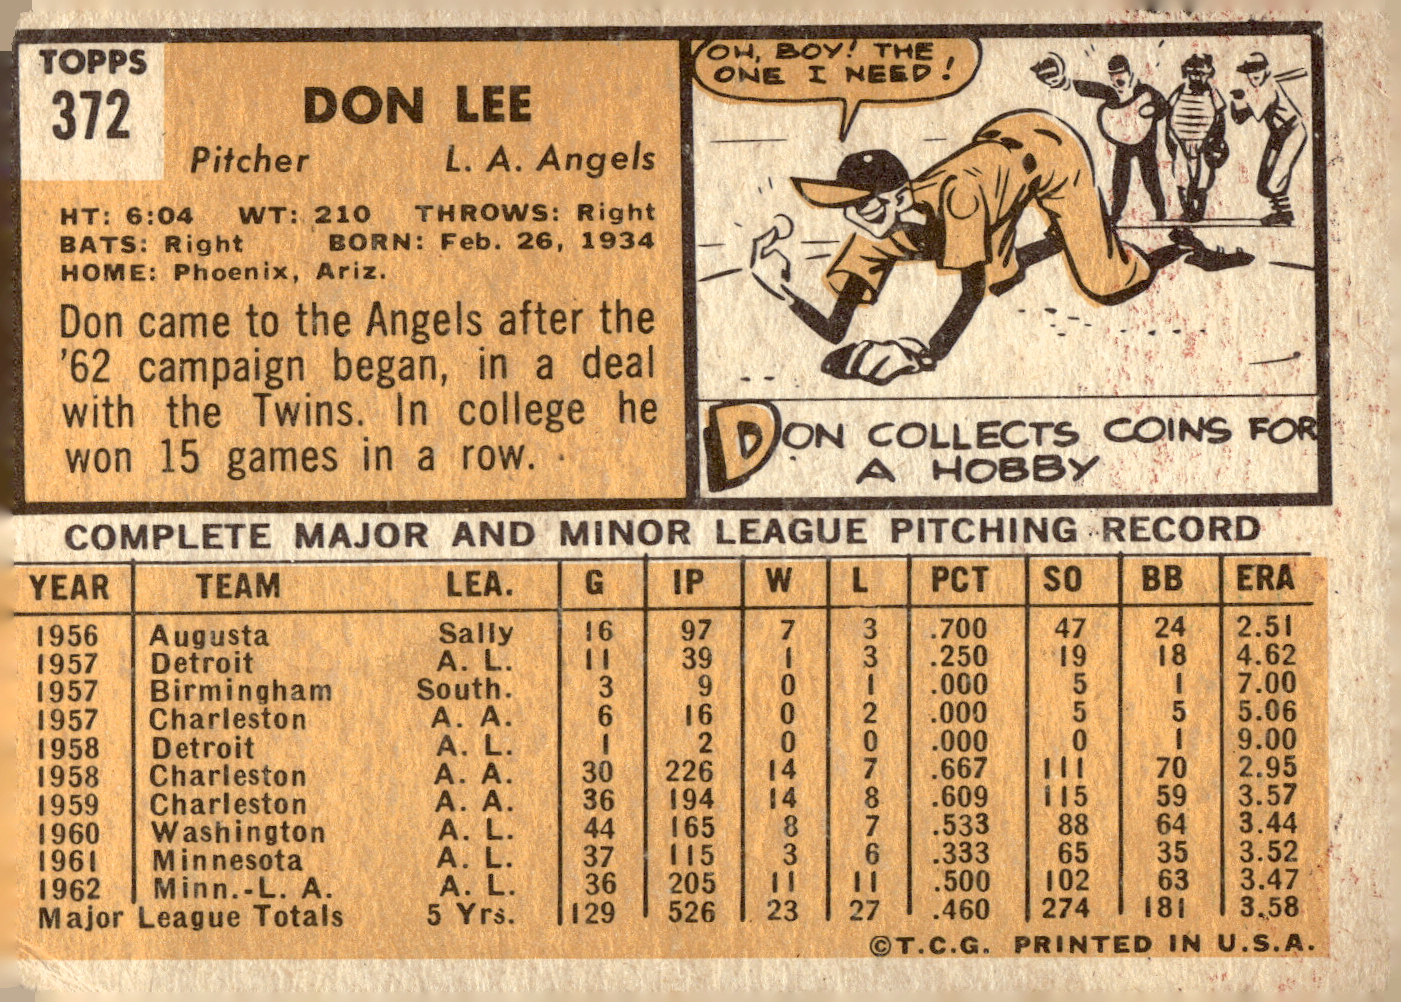 TOPPS
372
DON LEE
Pitcher L. A. Angels
HT: 6:04 WT: 210 THROWS: Right
BATS: Right BORN: Feb. 26, 1934
HOME: Phoenix, Ariz.
Don came to the Angels after the
'62 campaign began, in a deal
with the Twins. In college he
won 15 games in a row.
OH, BOY! THE
ONE I NEED!
DON COLLECTS COINS FOR
A HOBBY
COMPLETE MAJOR AND MINOR LEAGUE PITCHING RECORD
YEAR TEAM LEA. G IP W L PCT SO BB ERA
1956 Augusta Sally 16 97 7 3 .700 47 24 2.51
1957 Detroit A. L. 11 39 1 3 .250 19 18 4.62
1957 Birmingham South. 3 9 0 1 .000 5 1 7.00
1957 Charleston A. A. 6 16 0 2 .000 5 5 5.06
1958 Detroit A. L. 1 2 0 0 .000 0 1 9.00
1958 Charleston A. A. 30 226 14 7 .667 111 70 2.95
1959 Charleston A. A. 36 194 14 8 .609 115 59 3.57
1960 Washington A. L. 44 165 8 7 .533 88 64 3.44
1961 Minnesota A. L. 37 115 3 6 .333 65 35 3.52
1962 Minn.-L. A. A. L. 36 205 11 11 .500 102 63 3.47
Major League Totals 5 Yrs. 129 526 23 27 .460 274 181 3.58
©T.C.G. PRINTED IN U.S.A.